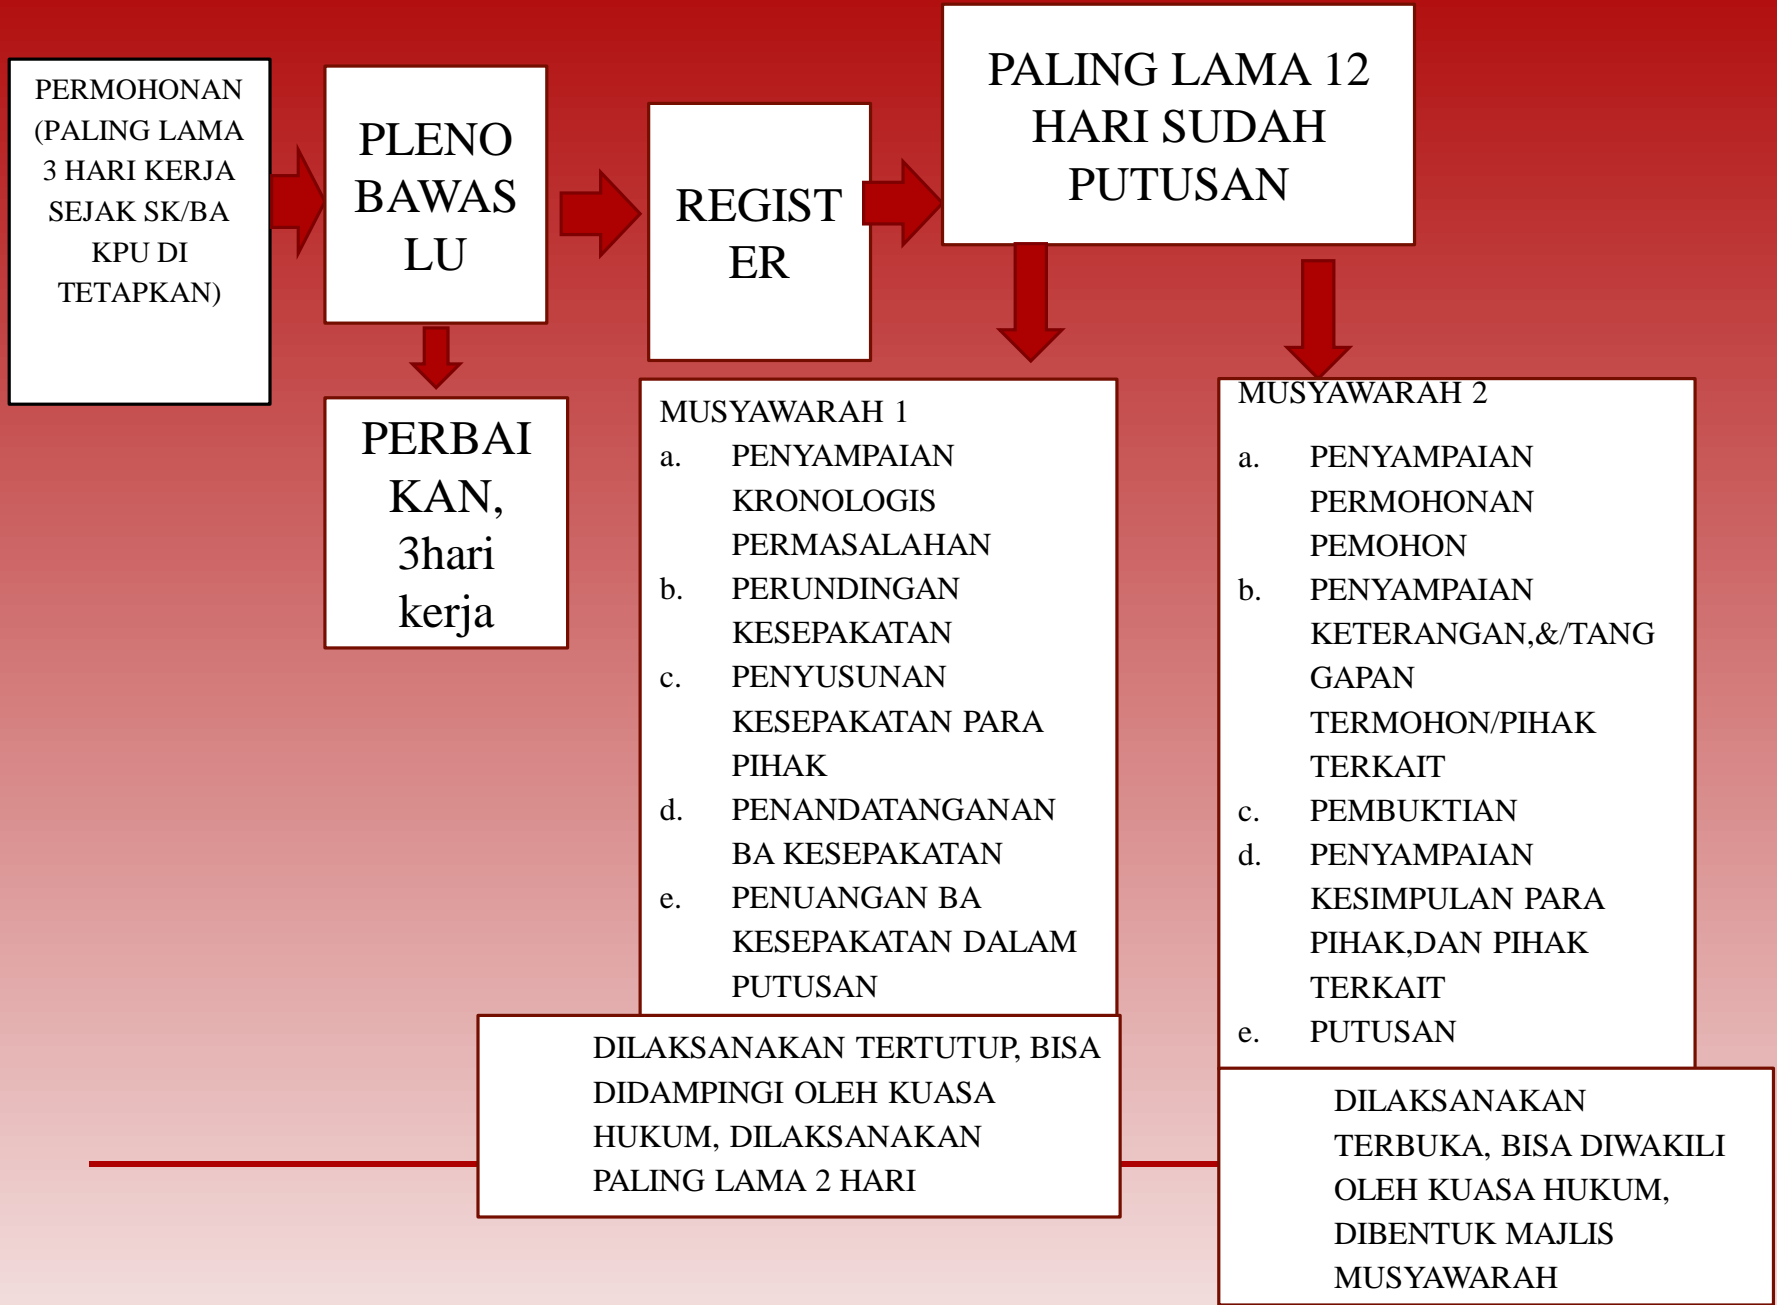 PERMOHONAN
(PALING LAMA
3 HARI KERJA
SEJAK SK/BA
KPU DI
TETAPKAN)
PLENO
BAWAS
LU
PERBAI
KAN,
3hari
kerja
REGIST
ER
PALING LAMA 12
HARI SUDAH
PUTUSAN
MUSYAWARAH 1
a. PENYAMPAIAN
KRONOLOGIS
PERMASALAHAN
b. PERUNDINGAN
KESEPAKATAN
c. PENYUSUNAN
KESEPAKATAN PARA
PIHAK
d. PENANDATANGANAN
BA KESEPAKATAN
e. PENUANGAN BA
KESEPAKATAN DALAM
PUTUSAN
DILAKSANAKAN TERTUTUP, BISA
DIDAMPINGI OLEH KUASA
HUKUM, DILAKSANAKAN
PALING LAMA 2 HARI
MUSYAWARAH 2
a. PENYAMPAIAN
PERMOHONAN
PEMOHON
b. PENYAMPAIAN
KETERANGAN,&/TANG
GAPAN
TERMOHON/PIHAK
TERKAIT
c. PEMBUKTIAN
d. PENYAMPAIAN
KESIMPULAN PARA
PIHAK,DAN PIHAK
TERKAIT
e. PUTUSAN
DILAKSANAKAN
TERBUKA, BISA DIWAKILI
OLEH KUASA HUKUM,
DIBENTUK MAJLIS
MUSYAWARAH